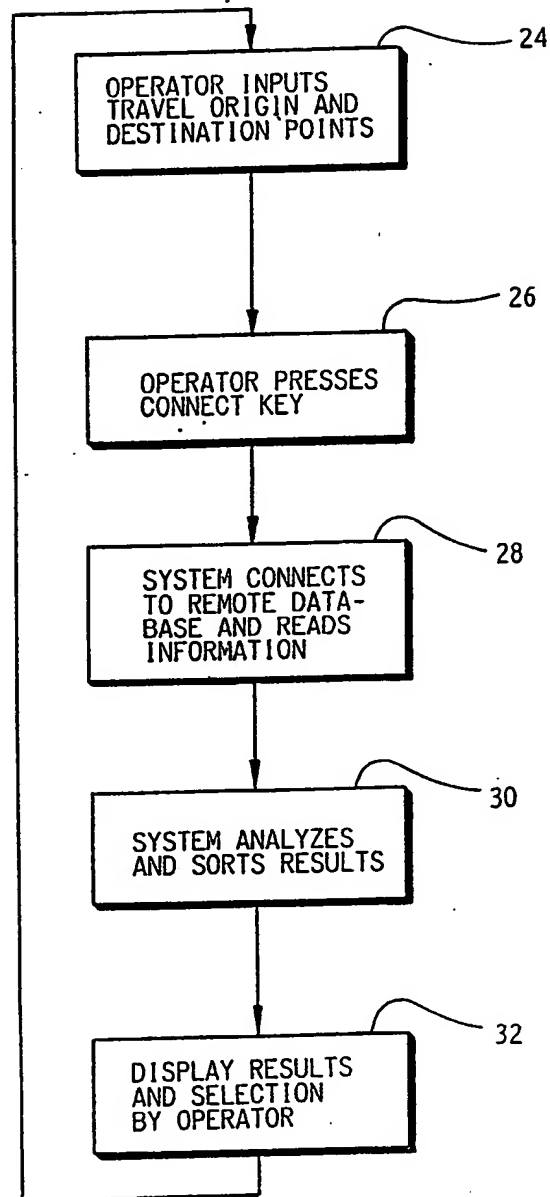 24
OPERATOR INPUTS
TRAVEL ORIGIN AND
DESTINATION POINTS
26
OPERATOR PRESSES
CONNECT KEY
28
SYSTEM CONNECTS
TO REMOTE DATA-
BASE AND READS
INFORMATION
30
SYSTEM ANALYZES
AND SORTS RESULTS
32
DISPLAY RESULTS
AND SELECTION
BY OPERATOR